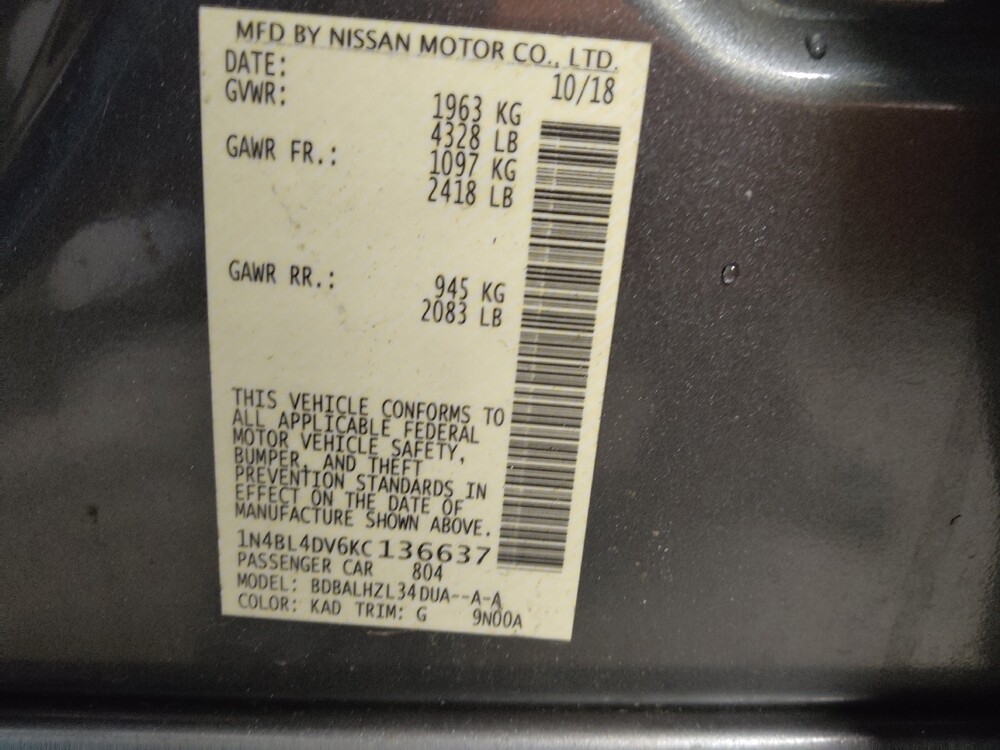 MFD BY NISSAN MOTOR CO., LTD.
DATE: 10/18
GVWR: 1963 KG
4328 LB
GAWR FR.: 1097 KG
2418 LB
GAWR RR.: 945 KG
2083 LB
THIS VEHICLE CONFORMS TO
ALL APPLICABLE FEDERAL
MOTOR VEHICLE SAFETY,
BUMPER, AND THEFT
PREVENTION STANDARDS IN
EFFECT ON THE DATE OF
MANUFACTURE SHOWN ABOVE.
1N4BL4DV6KC136637
PASSENGER CAR 804
MODEL: BDBALHZL34DUA--A-A
COLOR: KAD TRIM: G 9N00A